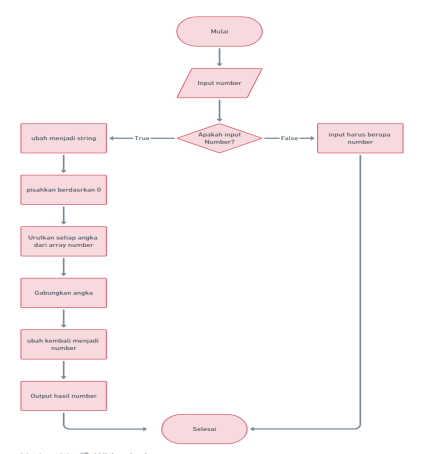 Mulai
Input number
Apakah input
Number?
True
False
ubah menjadi string
input harus berupa
number
pisahkan berdasrkan 0
Urutkan setiap angka
dari array number
Gabungkan angka
ubah kembali menjadi
number
Output hasil number
Selesai